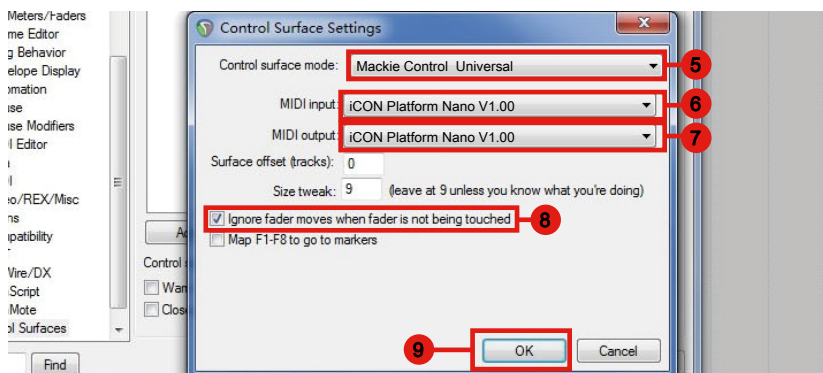 Meters/Faders
me Editor
g Behavior
elope Display
omation
use
use Modifiers
I Editor
eo/REX/Misc
ns
npatibility
Wire/DX
Script
Mote
ol Surfaces
Find
Control Surface Settings
Control surface mode: Mackie Control Universal 5
MIDI input: iCON Platform Nano V1.00 6
MIDI output: iCON Platform Nano V1.00 7
Surface offset (tracks): 0
Size tweak: 9 (leave at 9 unless you know what you're doing)
Ignore fader moves when fader is not being touched 8
Map F1-F8 to go to markers
Control
Clos
9 OK Cancel